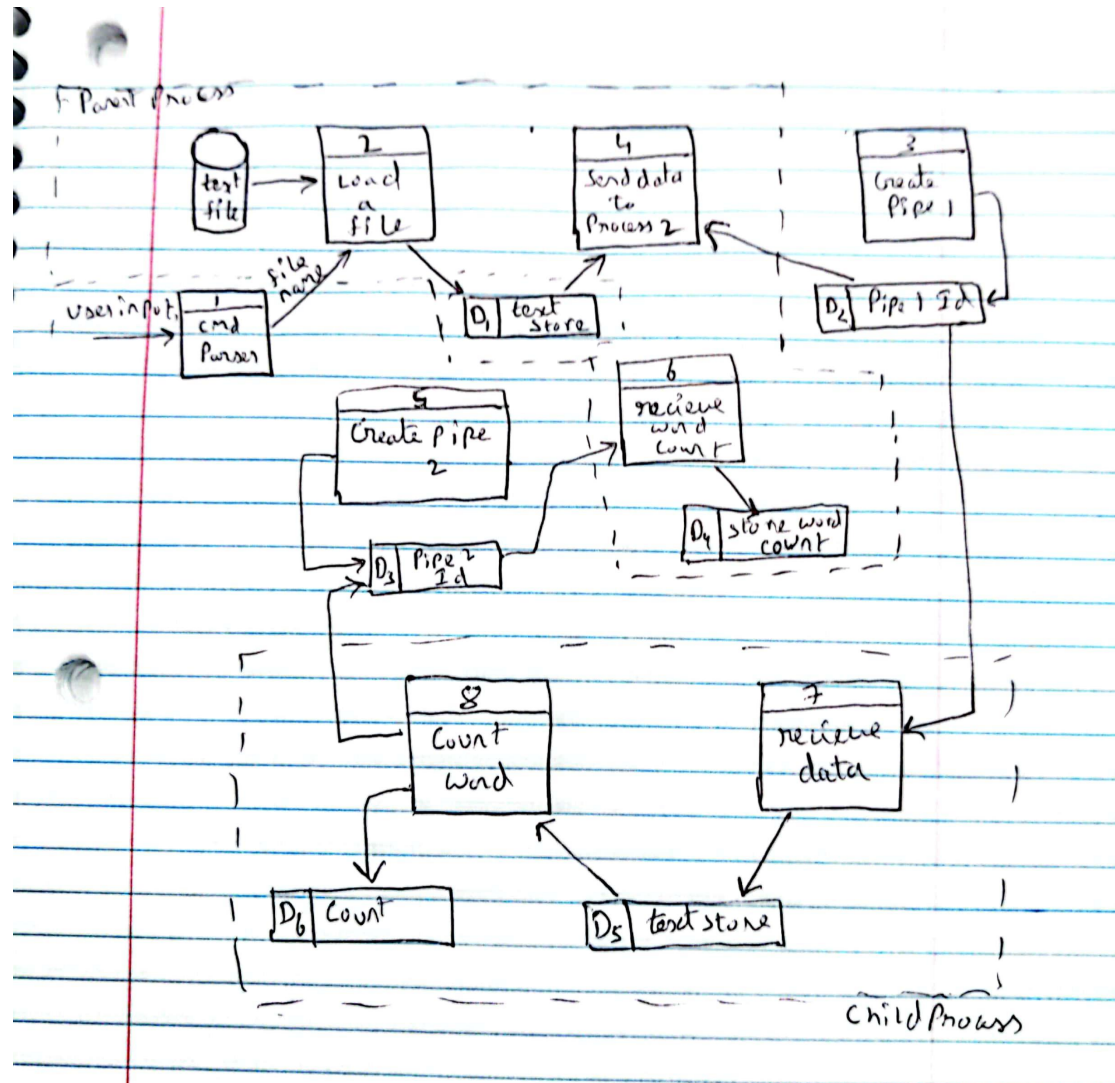 Parent Process
2
Load
a
file
text
file
4
Send data
to
Process 2
3
Create
Pipe 1
file
name
user input
1
cmd
Parser
D1 text
store
D2 Pipe 1 Id
5
Create pipe
2
6
recieve
word
count
D4 store word
count
D3 Pipe 2
Id
8
Count
word
7
recieve
data
D6 Count
D5 text store
Child Process